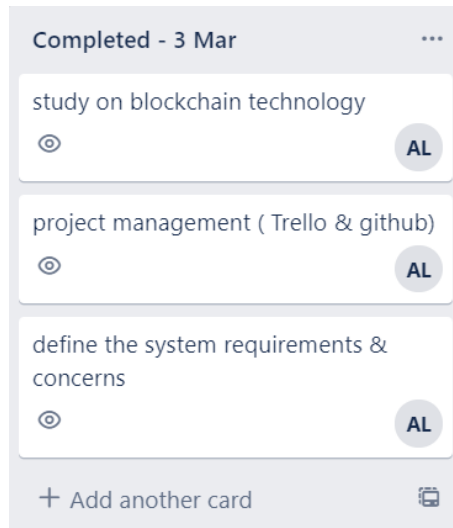 Completed - 3 Mar
study on blockchain technology
AL
project management ( Trello & github)
AL
define the system requirements &
concerns
AL
+ Add another card